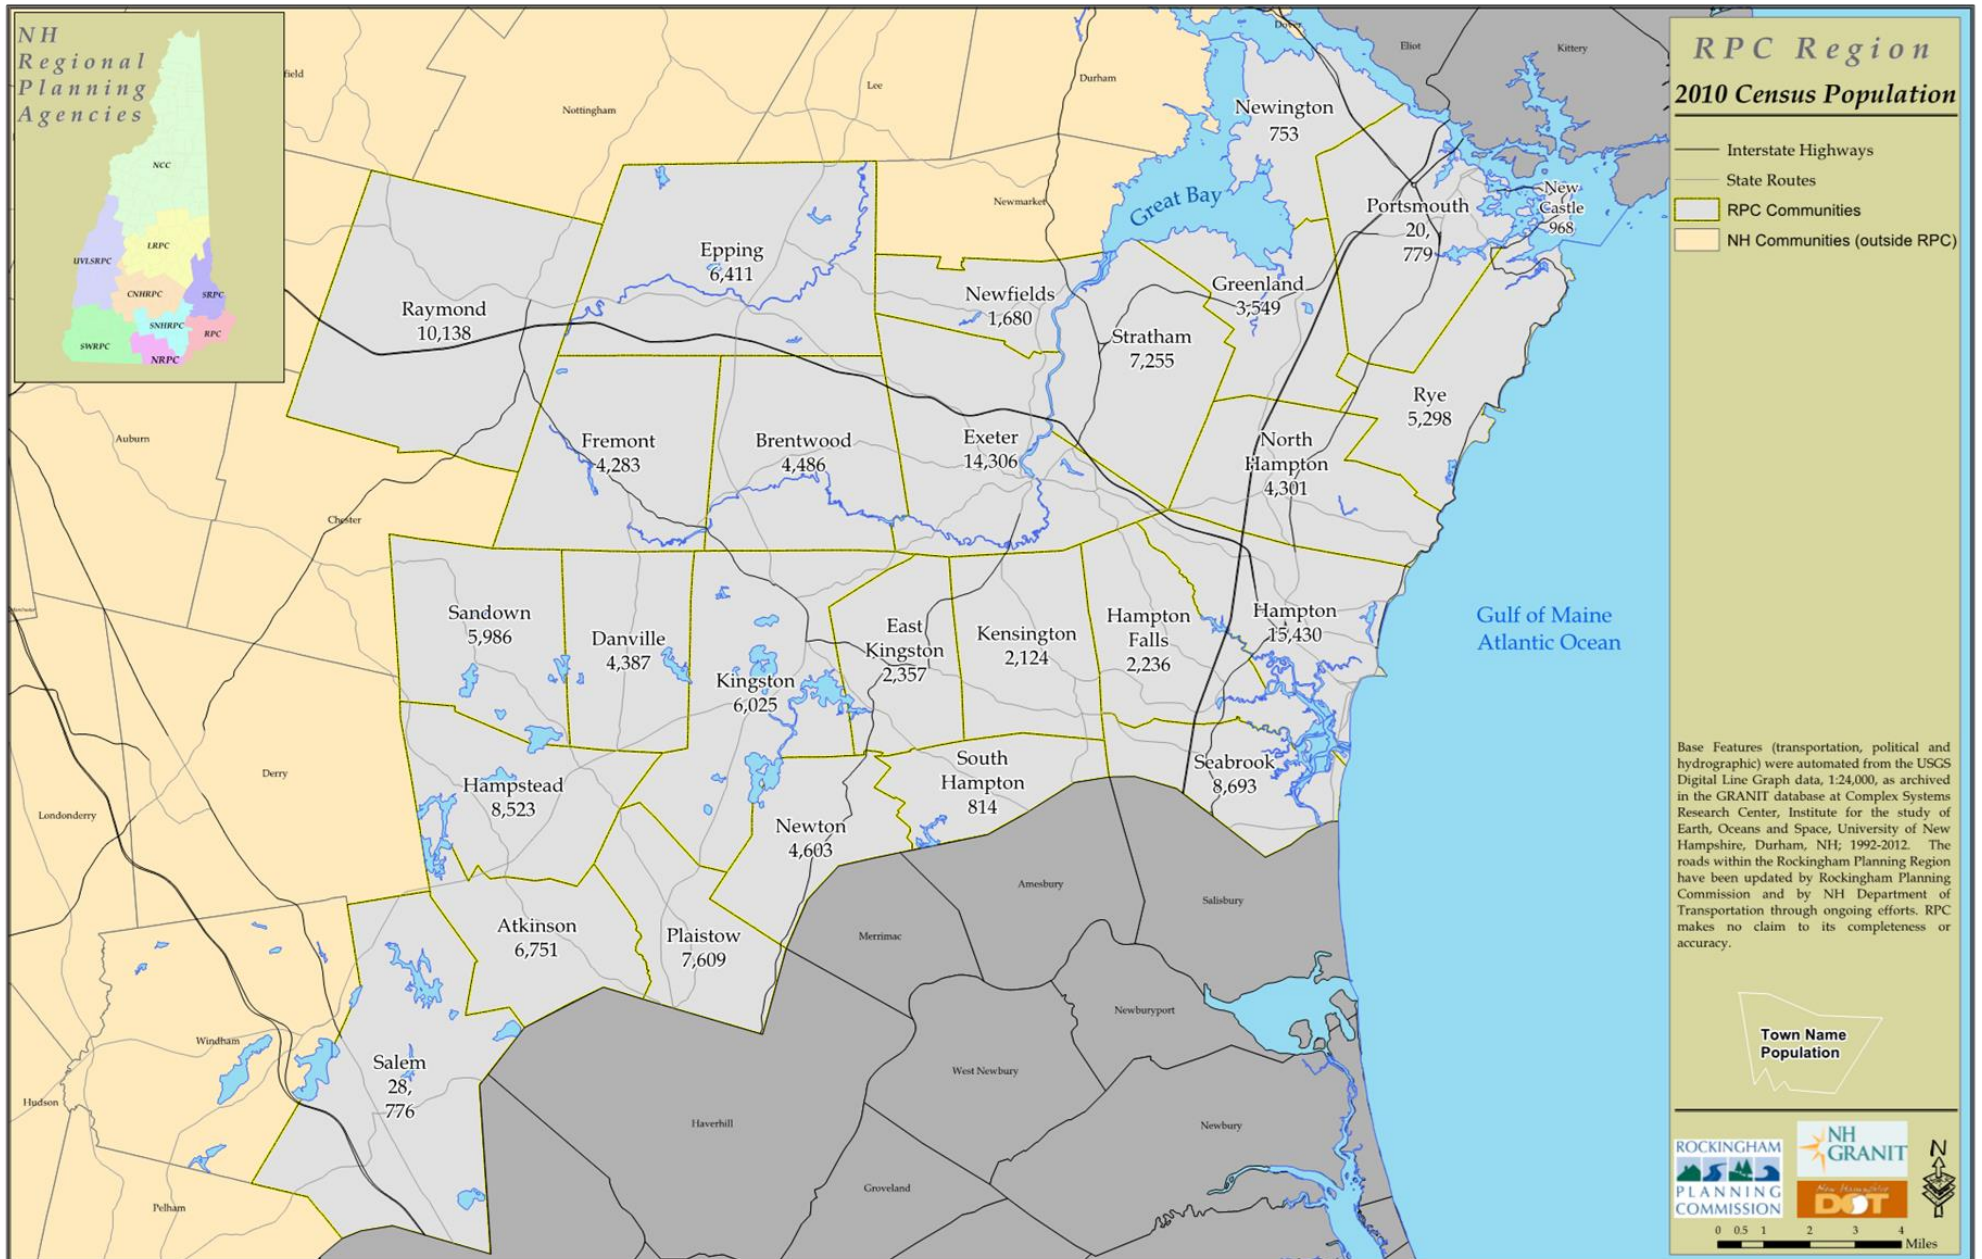 NH
Regional
Planning
Agencies
NCC
LRPC
UVLSRPC
CNHRPC
SRPC
SNHRPC
RPC
SWRPC
NRPC
field
Nottingham
Lee
Durham
Dover
Eliot
Kittery
Newmarket
Auburn
Chester
Derry
Londonderry
Windham
Hudson
Pelham
Great Bay
Newington
753
New
Castle
968
Portsmouth
20,
779
Epping
6,411
Raymond
10,138
Newfields
1,680
Greenland
3,549
Stratham
7,255
Rye
5,298
Fremont
4,283
Brentwood
4,486
Exeter
14,306
North
Hampton
4,301
Sandown
5,986
Danville
4,387
Kingston
6,025
East
Kingston
2,357
Kensington
2,124
Hampton
Falls
2,236
Hampton
15,430
Gulf of Maine
Atlantic Ocean
Hampstead
8,523
South
Hampton
814
Seabrook
8,693
Newton
4,603
Atkinson
6,751
Plaistow
7,609
Salem
28,
776
Amesbury
Salisbury
Merrimac
Newburyport
West Newbury
Haverhill
Newbury
Groveland
RPC Region
2010 Census Population
Interstate Highways
State Routes
RPC Communities
NH Communities (outside RPC)
Base Features (transportation, political and
hydrographic) were automated from the USGS
Digital Line Graph data, 1:24,000, as archived
in the GRANIT database at Complex Systems
Research Center, Institute for the study of
Earth, Oceans and Space, University of New
Hampshire, Durham, NH; 1992-2012. The
roads within the Rockingham Planning Region
have been updated by Rockingham Planning
Commission and by NH Department of
Transportation through ongoing efforts. RPC
makes no claim to its completeness or
accuracy.
Town Name
Population
ROCKINGHAM
PLANNING
COMMISSION
NH
GRANIT
New Hampshire
DOT
N
0 0.5 1 2 3 4
Miles